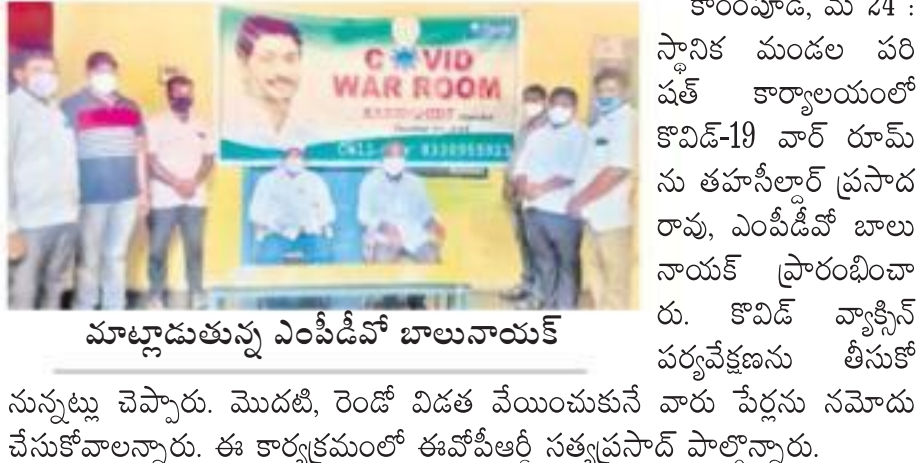 COVID
WAR ROOM
మాట్లాడుతున్న ఎంపీడీవో బాలునాయక్
కారంపూడి, మే 24 :
స్థానిక మండల పరి
షత్ కార్యాలయంలో
కొవిడ్-19 వార్ రూమ్
ను తహసీల్దార్ ప్రసాద
రావు, ఎంపీడీవో బాలు
నాయక్ ప్రారంభించా
రు. కొవిడ్ వ్యాక్సిన్
పర్యవేక్షణను తీసుకో
నున్నట్లు చెప్పారు. మొదటి, రెండో విడత వేయించుకునే వారు పేర్లను నమోదు
చేసుకోవాలన్నారు. ఈ కార్యక్రమంలో ఈవోపీఆర్డీ సత్యప్రసాద్ పాల్గొన్నారు.